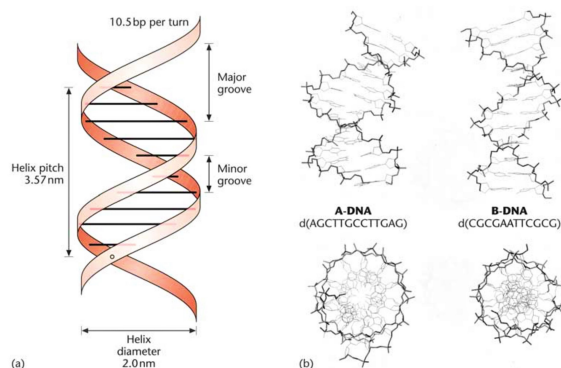 (a)
10.5 bp per turn
Major
groove
Helix pitch
3.57 nm
Minor
groove
Helix
diameter
2.0 nm
(b)
A-DNA
d(AGCTTGCCTTGAG)
B-DNA
d(CGCGAATTCGCG)